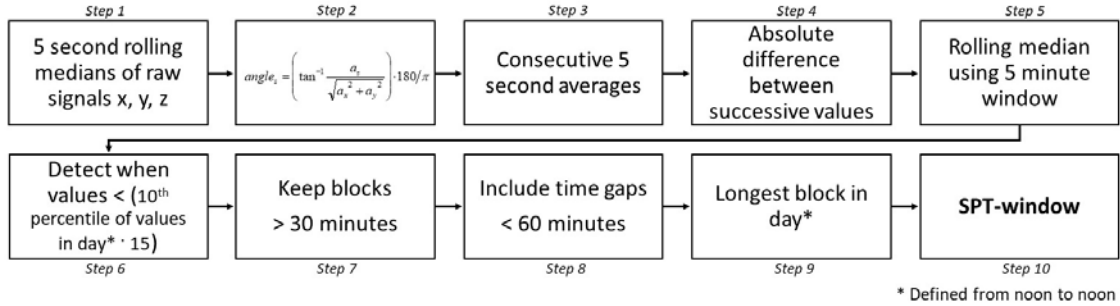 Step 1
Step 2
Step 3
Step 4
Step 5
5 second rolling
medians of raw
signals x, y, z
angle_z = (tan⁻¹ a_z / √(a_x² + a_y²)) · 180/π
Consecutive 5
second averages
Absolute
difference
between
successive values
Rolling median
using 5 minute
window
Detect when
values < (10th
percentile of values
in day* · 15)
Keep blocks
> 30 minutes
Include time gaps
< 60 minutes
Longest block in
day*
SPT-window
Step 6
Step 7
Step 8
Step 9
Step 10
* Defined from noon to noon